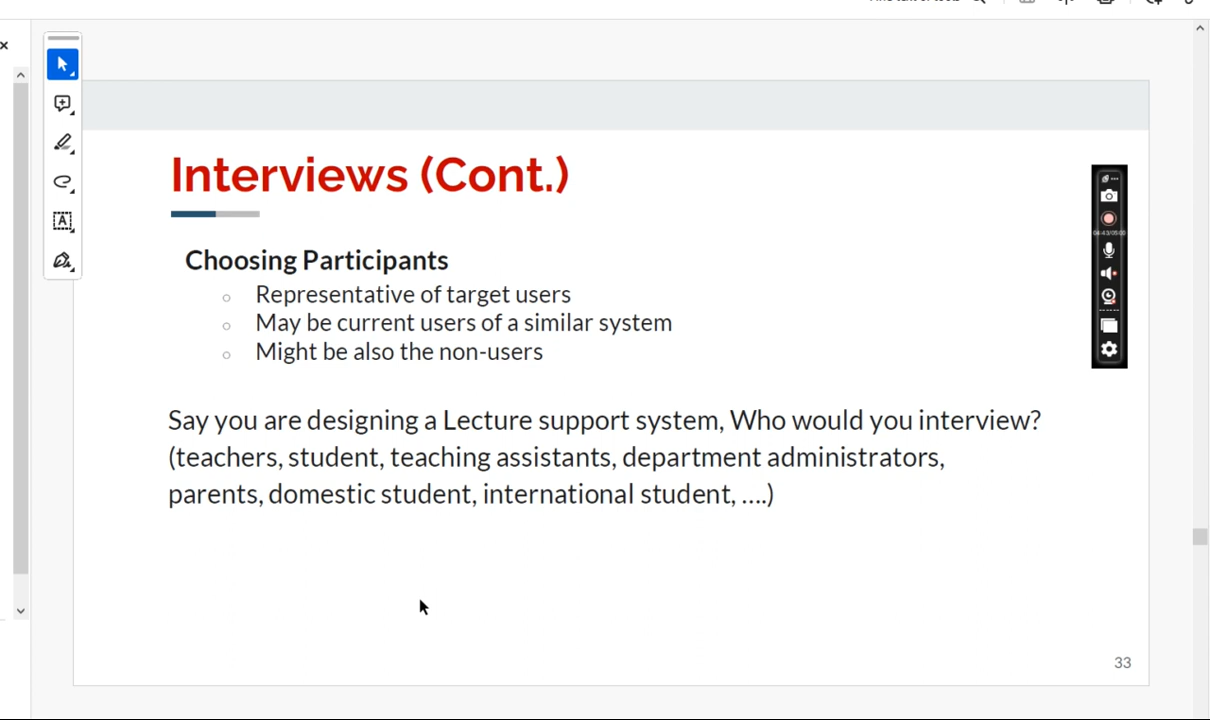 Interviews (Cont.)
Choosing Participants
Representative of target users
May be current users of a similar system
Might be also the non-users
Say you are designing a Lecture support system, Who would you interview?
(teachers, student, teaching assistants, department administrators,
parents, domestic student, international student, ....)
33